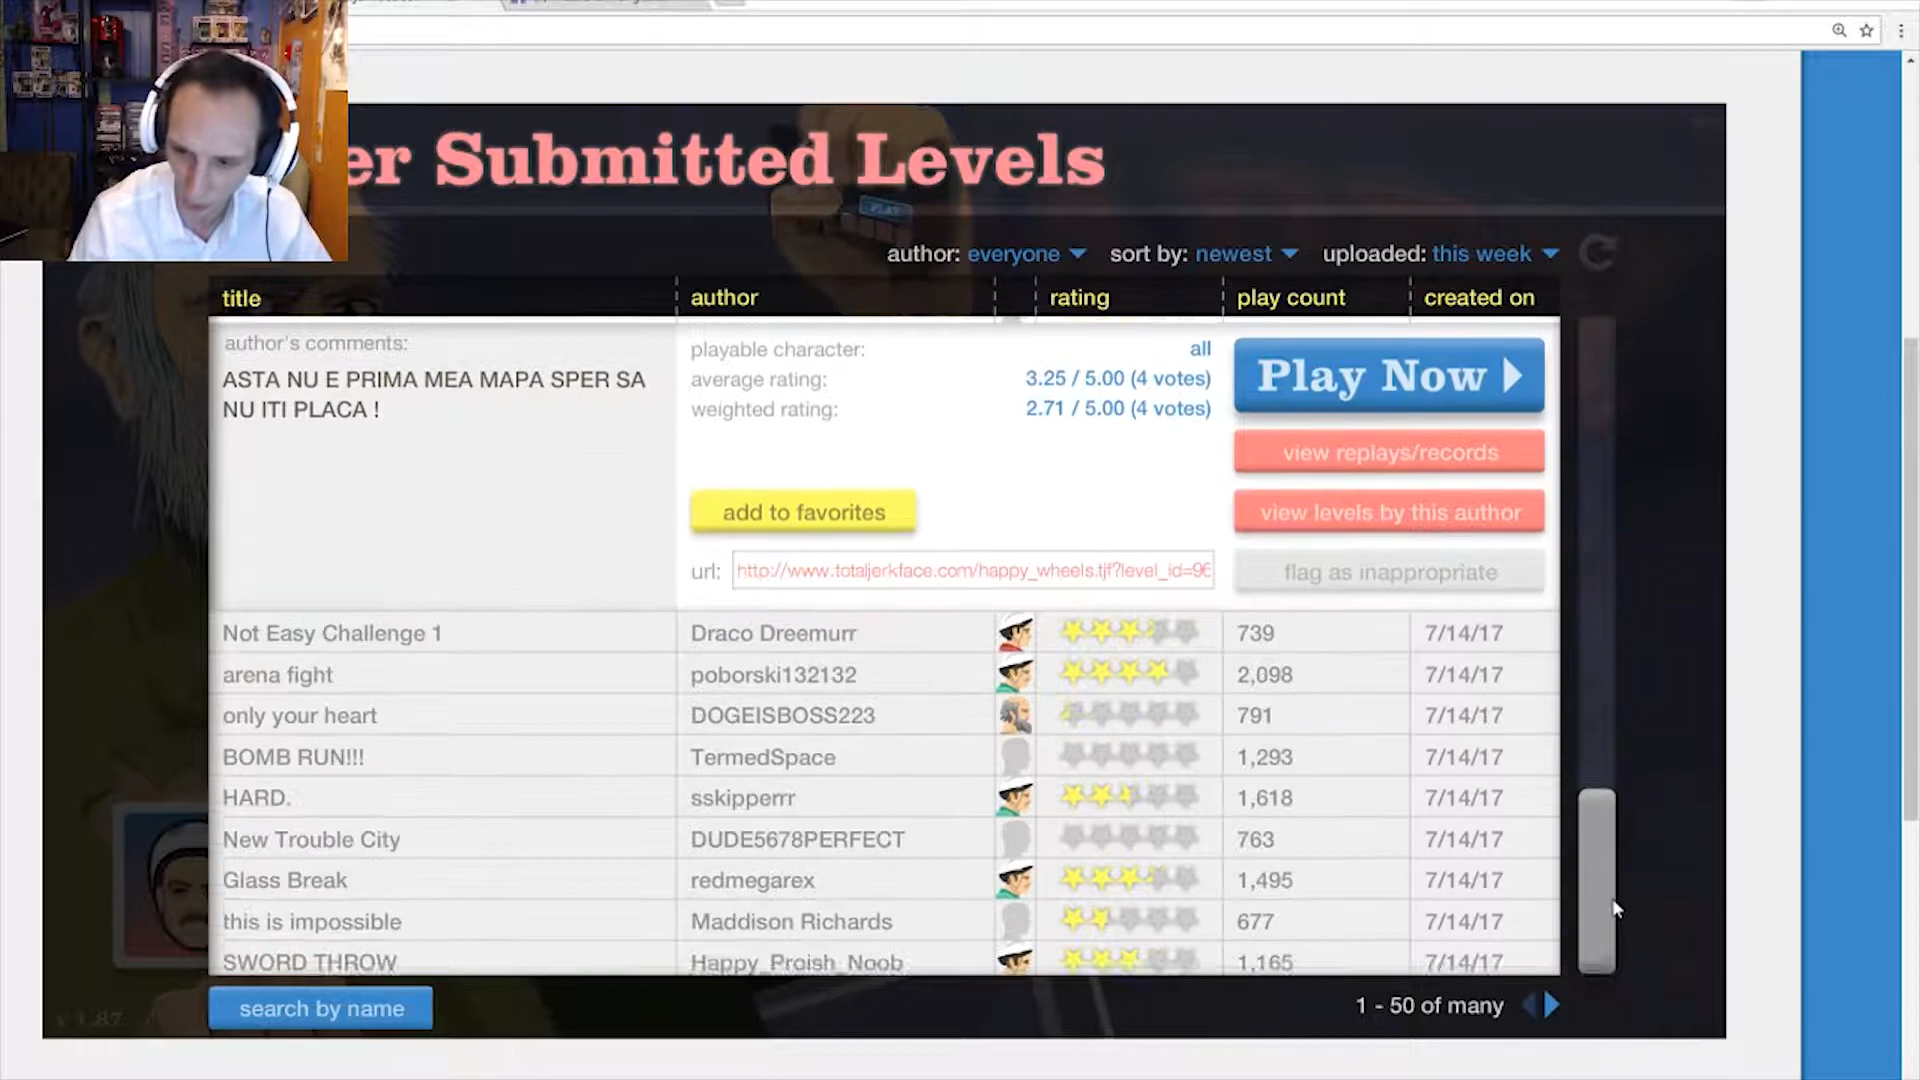 er Submitted Levels
PLAY
author: everyone sort by: newest uploaded: this week
title author rating play count created on
author's comments:
ASTA NU E PRIMA MEA MAPA SPER SA
NU ITI PLACA !
playable character: all
average rating: 3.25 / 5.00 (4 votes)
weighted rating: 2.71 / 5.00 (4 votes)
Play Now
view replays/records
add to favorites
view levels by this author
url: http://www.totaljerkface.com/happy_wheels.tjf?level_id=96
flag as inappropriate
Not Easy Challenge 1 Draco Dreemurr 739 7/14/17
arena fight poborski132132 2,098 7/14/17
only your heart DOGEISBOSS223 791 7/14/17
BOMB RUN!!! TermedSpace 1,293 7/14/17
HARD. sskipperrr 1,618 7/14/17
New Trouble City DUDE5678PERFECT 763 7/14/17
Glass Break redmegarex 1,495 7/14/17
this is impossible Maddison Richards 677 7/14/17
SWORD THROW Happy_Proish_Noob 1,165 7/14/17
search by name
1 - 50 of many
v 1.87